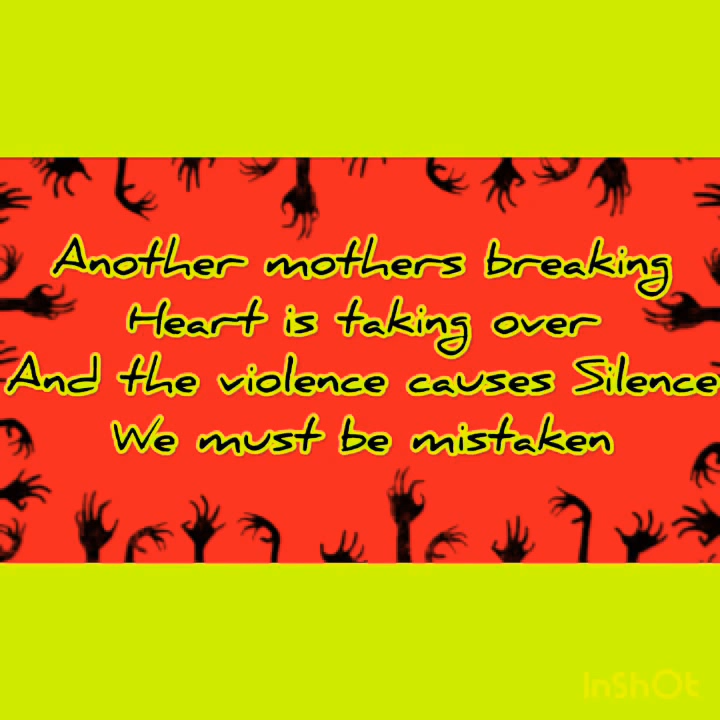 Another mothers breaking
Heart is taking over
And the violence causes Silence
We must be mistaken
InShOt